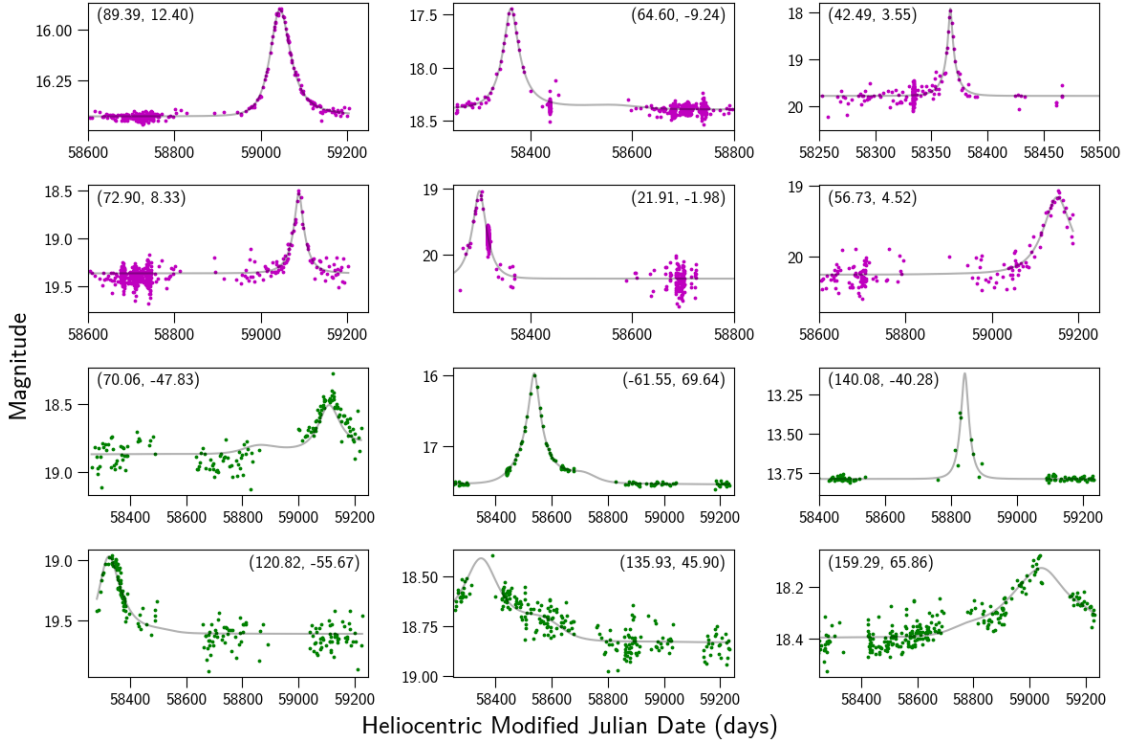 (89.39, 12.40)
16.00
16.25
58600 58800 59000 59200
(64.60, -9.24)
17.5
18.0
18.5
58400 58600 58800
(42.49, 3.55)
18
19
20
58250 58300 58350 58400 58450 58500
(72.90, 8.33)
18.5
19.0
19.5
58600 58800 59000 59200
(21.91, -1.98)
19
20
58400 58600 58800
(56.73, 4.52)
19
20
58600 58800 59000 59200
Magnitude
(70.06, -47.83)
18.5
19.0
58400 58600 58800 59000 59200
(-61.55, 69.64)
16
17
58400 58600 58800 59000 59200
(140.08, -40.28)
13.25
13.50
13.75
58400 58600 58800 59000 59200
(120.82, -55.67)
19.0
19.5
58400 58600 58800 59000 59200
(135.93, 45.90)
18.50
18.75
19.00
58400 58600 58800 59000 59200
(159.29, 65.86)
18.2
18.4
58400 58600 58800 59000 59200
Heliocentric Modified Julian Date (days)